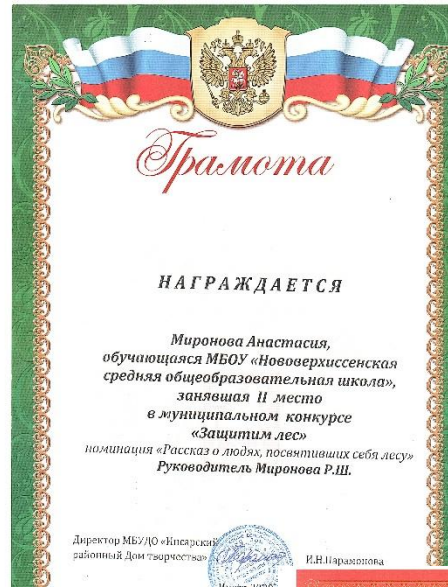 Грамота
НАГРАЖДАЕТСЯ
Миронова Анастасия,
обучающаяся МБОУ «Нововерхиссенская
средняя общеобразовательная школа»,
занявшая II место
в муниципальном конкурсе
«Защитим лес»
номинация «Рассказ о людях, посвятивших себя лесу»
Руководитель Миронова Р.Ш.
Директор МБУДО «Инсарский
районный Дом творчества» И.Н.Парамонова